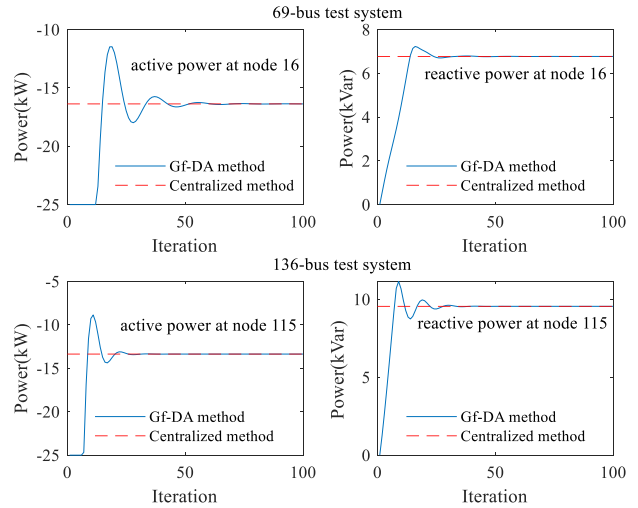 69-bus test system
-10
-15
-20
-25
Power(kW)
active power at node 16
Gf-DA method
Centralized method
0
50
100
Iteration
8
6
4
2
0
Power(kVar)
reactive power at node 16
Gf-DA method
Centralized method
0
50
100
Iteration
136-bus test system
-5
-10
-15
-20
-25
Power(kW)
active power at node 115
Gf-DA method
Centralized method
0
50
100
Iteration
10
5
0
Power(kVar)
reactive power at node 115
Gf-DA method
Centralized method
0
50
100
Iteration